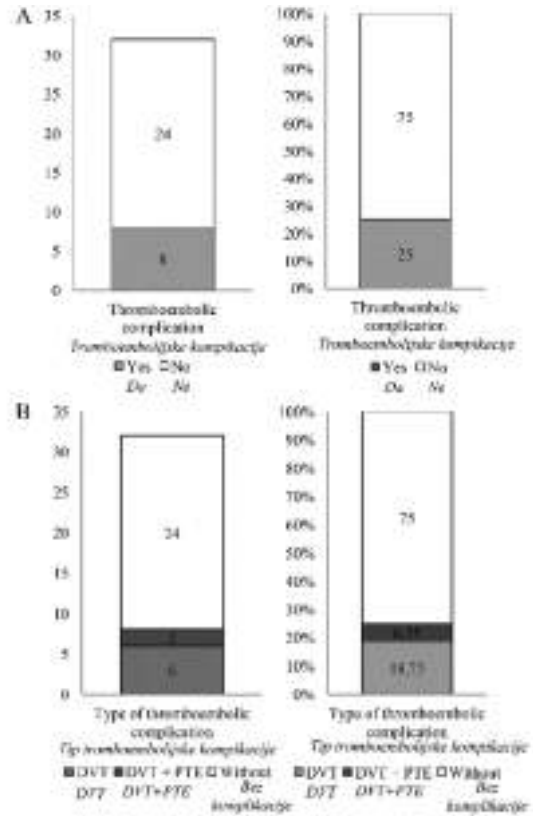 A
35
30
25
20
15
10
5
0
24
8
Thromboembolic
complication
Tromboembolijske kompikacije
Yes No
Da Ne
100%
90%
80%
70%
60%
50%
40%
30%
20%
10%
0%
75
25
Thromboembolic
complication
Tromboembolijske kompikacije
Yes No
Da Ne
B
35
30
25
20
15
10
5
0
24
2
6
Type of thromboembolic
complication
Tip tromboembolijske kompikacije
DVT DVT + PTE Without
DVT DVT+PTE Bez
komplikacije
100%
90%
80%
70%
60%
50%
40%
30%
20%
10%
0%
75
6,25
18,75
Type of thromboembolic
complication
Tip tromboembolijske kompikacije
DVT DVT + PTE Without
DVT DVT+PTE Bez
komplikacije